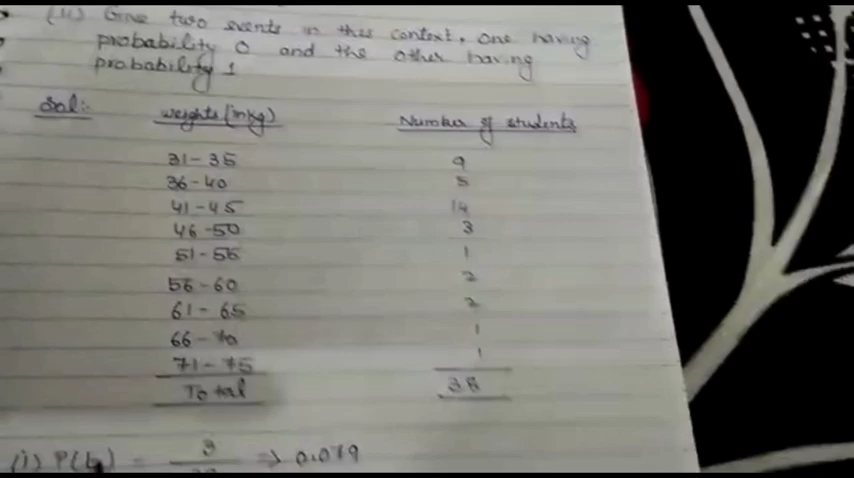 (ii) Give two events in this context, one having
probability 0 and the other having
probability 1
Sol:-
Weights (in kg) Number of students
31-35 9
36-40 5
41-45 14
46-50 3
51-55 1
56-60 2
61-65 2
66-70 1
71-75 1
Total 38
(i) P(b) = 3 ⇒ 0.079